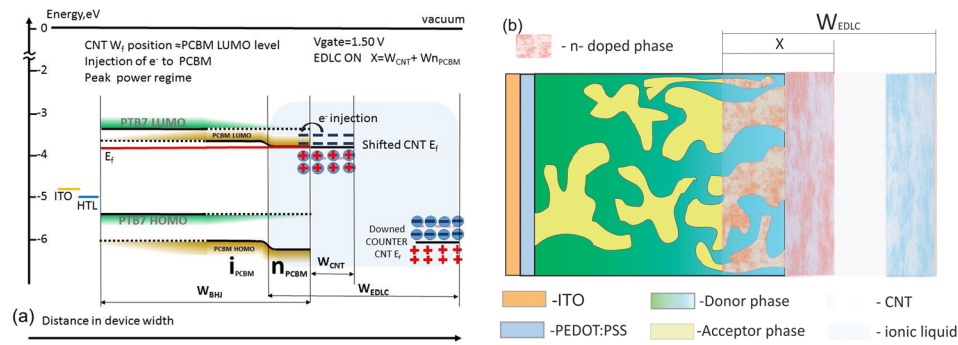 Energy,eV
vacuum
0
-2
-3
-4
-5
-6
CNT Wf position ≈PCBM LUMO level
Injection of e- to PCBM
Peak power regime
Vgate=1.50 V
EDLC ON X=WCNT+ WnPCBM
PTB7 LUMO
PCBM LUMO
e- injection
Shifted CNT Ef
Ef
ITO
HTL
PTB7 HOMO
PCBM HOMO
iPCBM
nPCBM
Downed
COUNTER
CNT Ef
WCNT
WBHJ
WEDLC
(a)
Distance in device width
(b)
- n- doped phase
WEDLC
X
-ITO
-Donor phase
- CNT
-PEDOT:PSS
-Acceptor phase
- ionic liquid